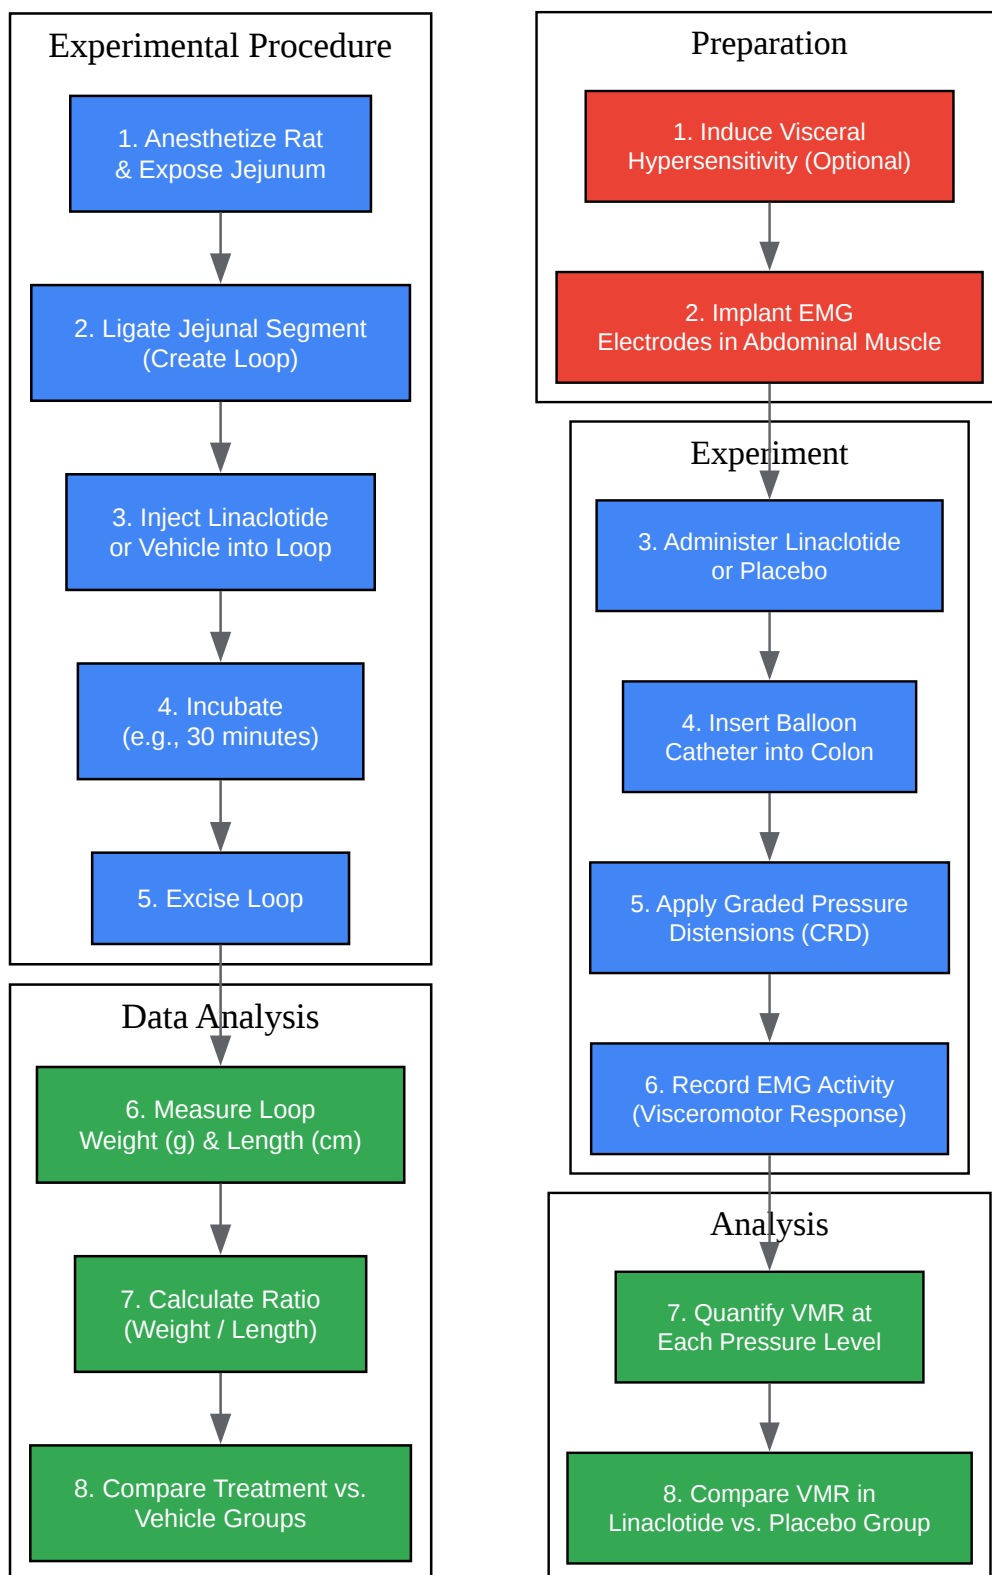 Experimental Procedure
1. Anesthetize Rat
& Expose Jejunum
2. Ligate Jejunal Segment
(Create Loop)
3. Inject Linaclotide
or Vehicle into Loop
4. Incubate
(e.g., 30 minutes)
5. Excise Loop
Data Analysis
6. Measure Loop
Weight (g) & Length (cm)
7. Calculate Ratio
(Weight / Length)
8. Compare Treatment vs.
Vehicle Groups
Preparation
1. Induce Visceral
Hypersensitivity (Optional)
2. Implant EMG
Electrodes in Abdominal Muscle
Experiment
3. Administer Linaclotide
or Placebo
4. Insert Balloon
Catheter into Colon
5. Apply Graded Pressure
Distensions (CRD)
6. Record EMG Activity
(Visceromotor Response)
Analysis
7. Quantify VMR at
Each Pressure Level
8. Compare VMR in
Linaclotide vs. Placebo Group